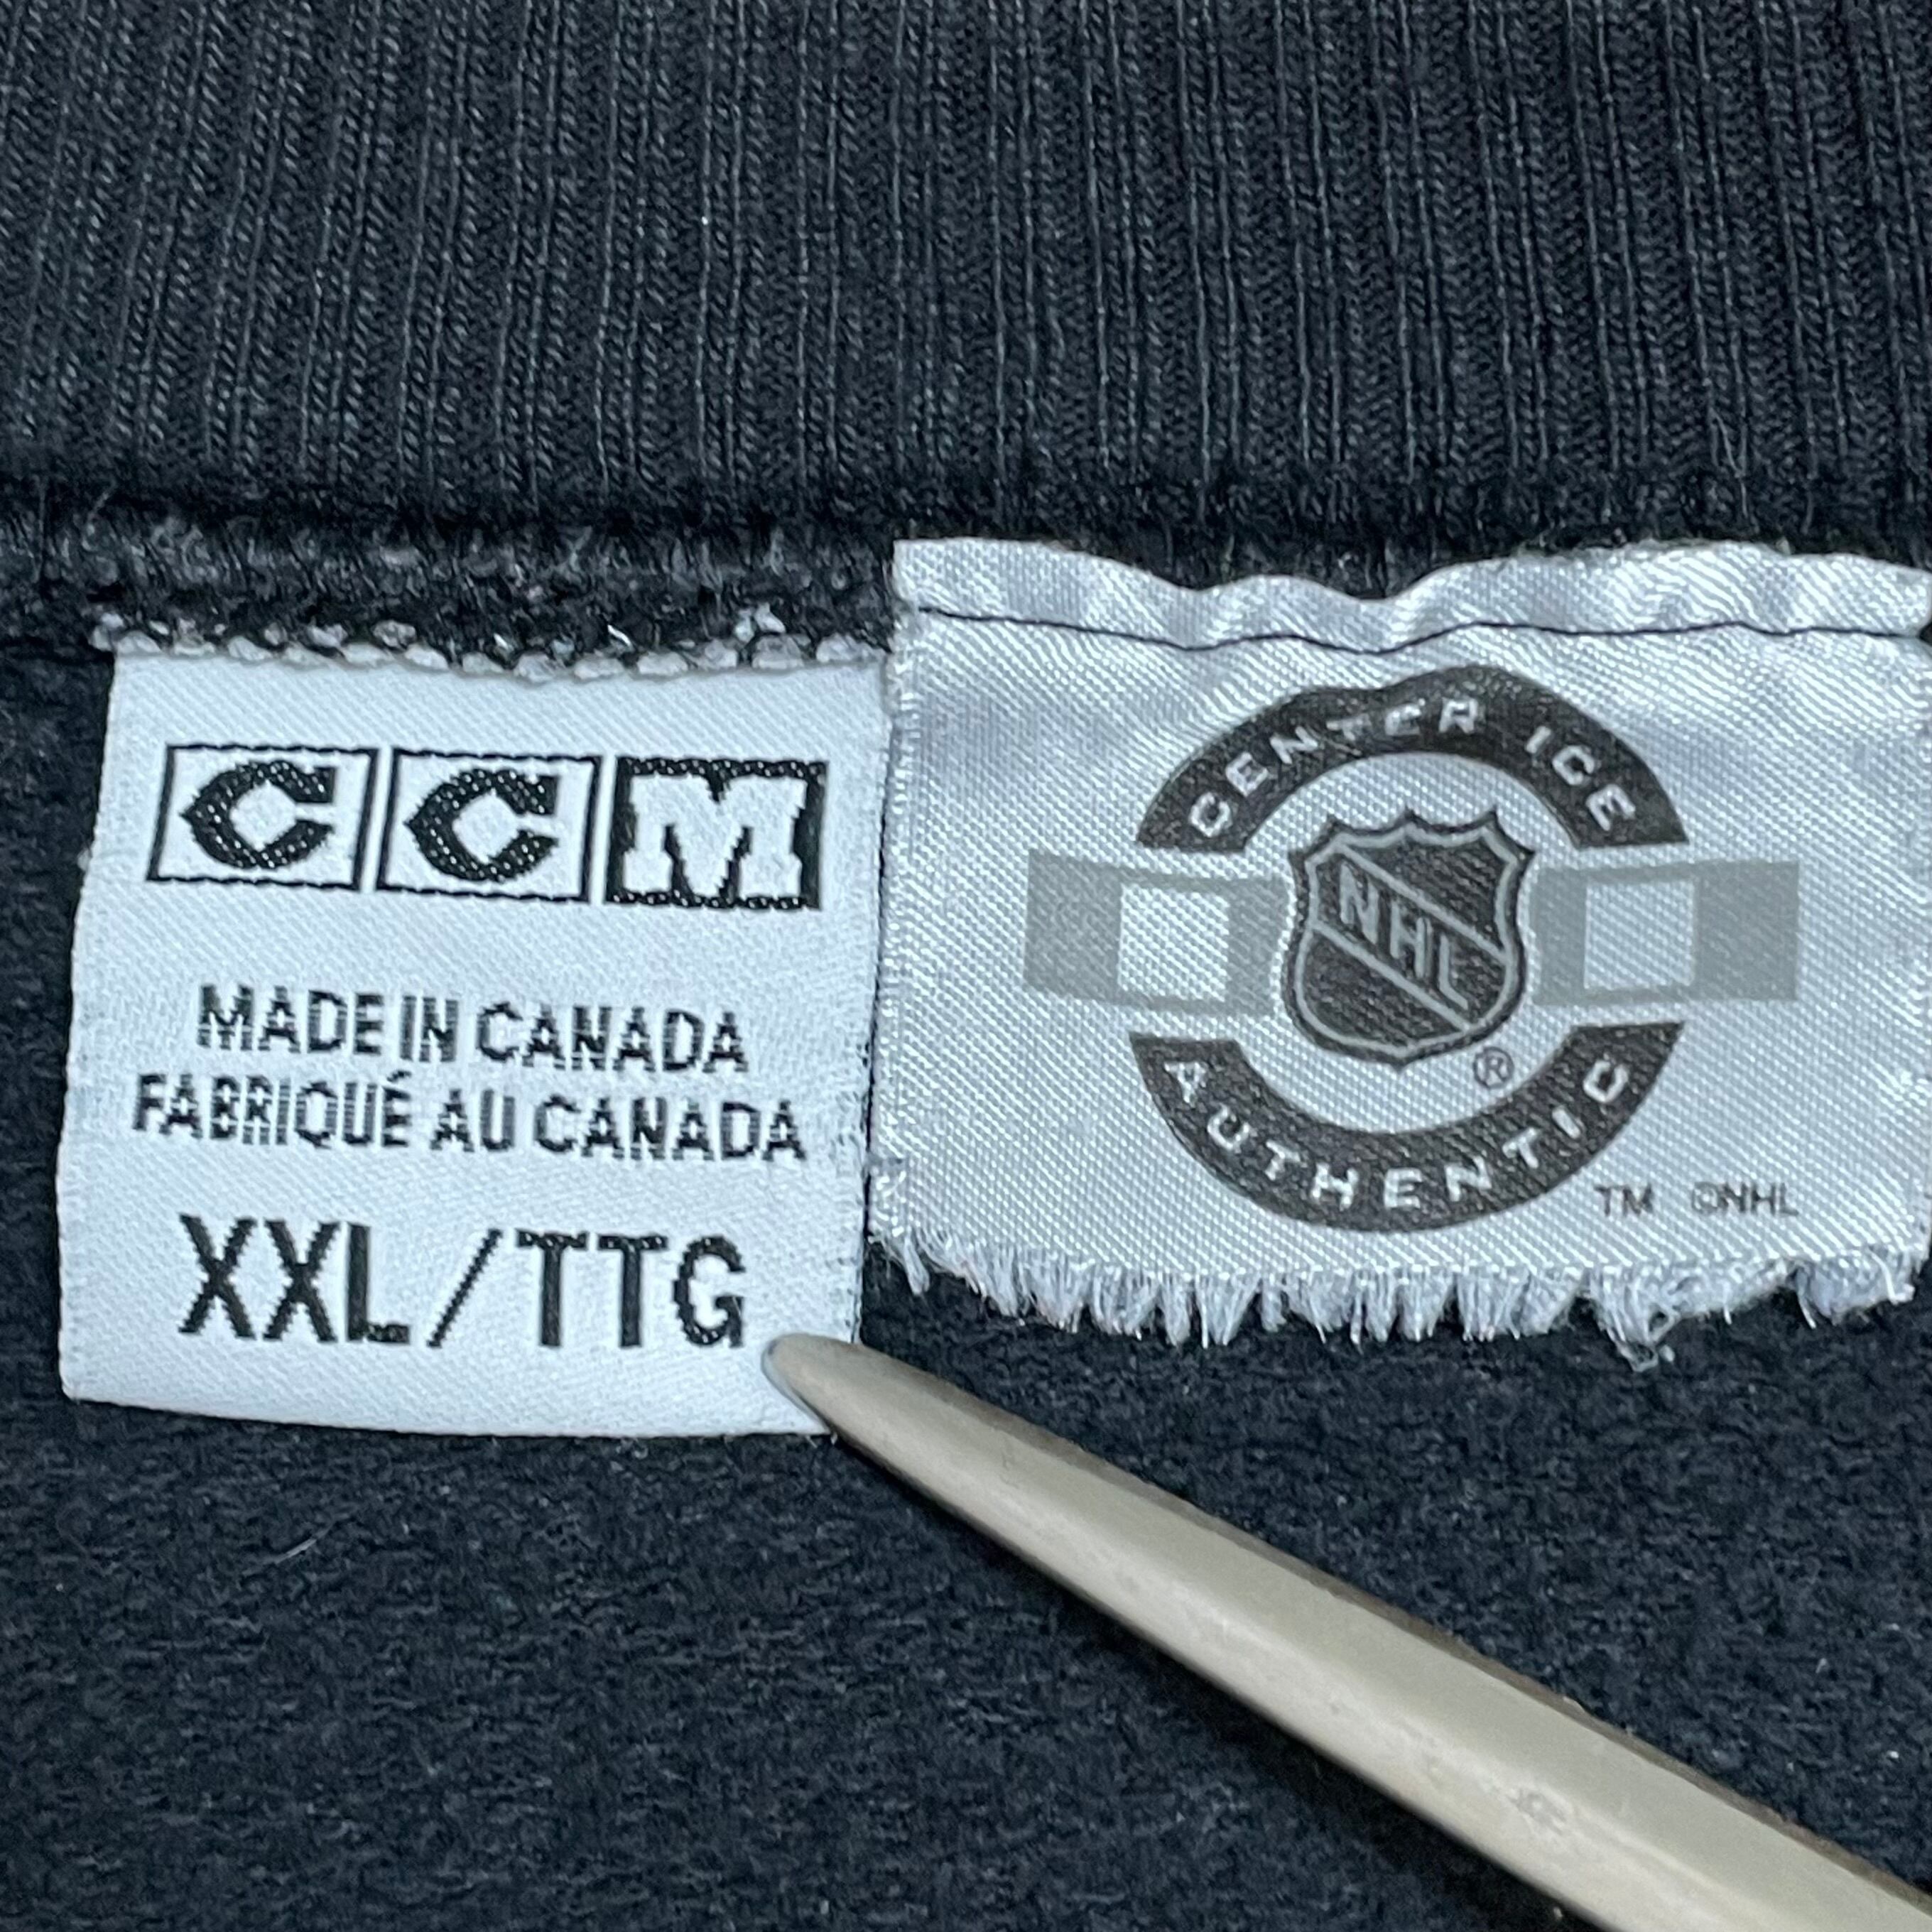 CCM
MADE IN CANADA
FABRIQUÉ AU CANADA
XXL/TTG
CENTER ICE
NHL
®
AUTHENTIC
TM ©NHL